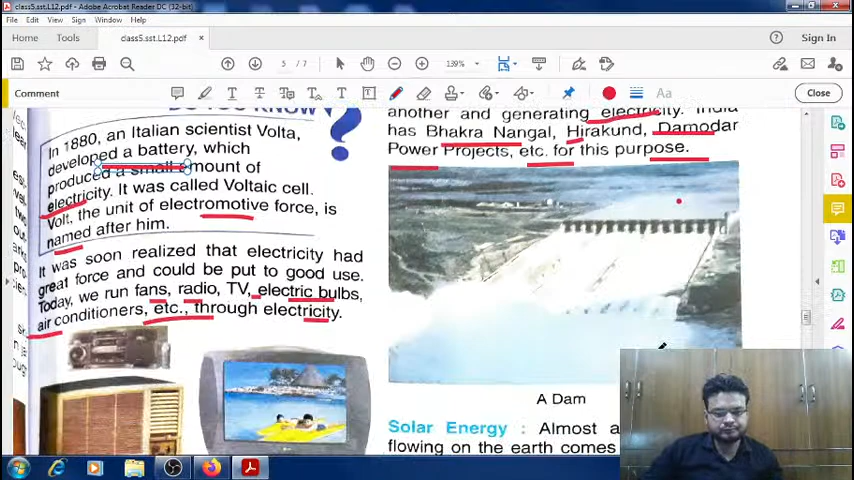 class5.sst.L12.pdf - Adobe Acrobat Reader DC (32-bit)
File Edit View Sign Window Help
Home Tools class5.sst.L12.pdf × Sign In
5 / 7 139%
Comment Close
DO YOU KNOW ?
In 1880, an Italian scientist Volta,
developed a battery, which
produced a small amount of
electricity. It was called Voltaic cell.
Volt, the unit of electromotive force, is
named after him.
It was soon realized that electricity had
great force and could be put to good use.
Today, we run fans, radio, TV, electric bulbs,
air conditioners, etc., through electricity.
another and generating electricity. India
has Bhakra Nangal, Hirakund, Damodar
Power Projects, etc. for this purpose.
A Dam
Solar Energy : Almost a
flowing on the earth comes